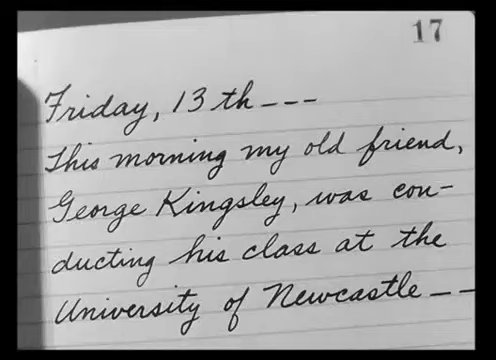 17
Friday, 13 th---
This morning my old friend,
George Kingsley, was con-
ducting his class at the
University of Newcastle--